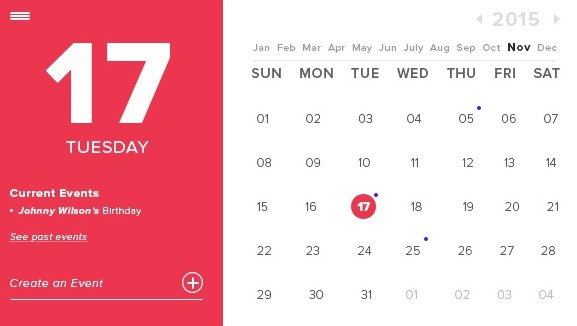 17
TUESDAY
Current Events
• Johnny Wilson's Birthday
See past events
Create an Event
2015
Jan Feb Mar Apr May Jun July Aug Sep Oct Nov Dec
SUN MON TUE WED THU FRI SAT
01 02 03 04 05 06 07
08 09 10 11 12 13 14
15 16 17 18 19 20 21
22 23 24 25 26 27 28
29 30 31 01 02 03 04